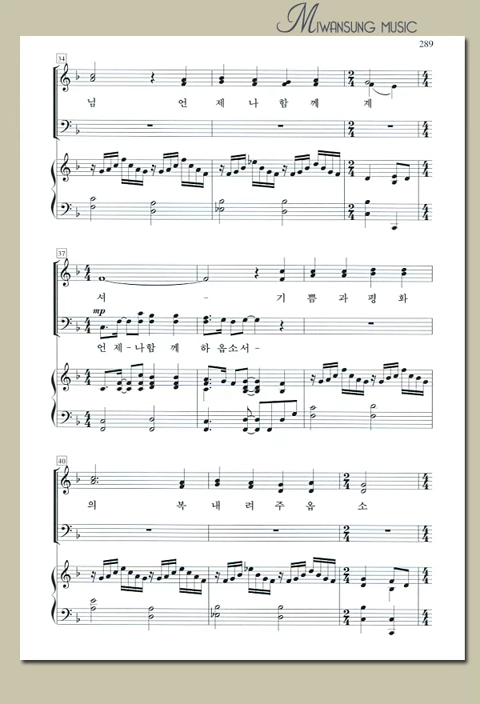 MIWANSUNG MUSIC
289
34
님 언 제 나 함 께 계
37
셔 - 기 쁨 과 평 화
mp
언 제 - 나함 께 하 옵소서 -
40
의 복 내 려 주 옵 소